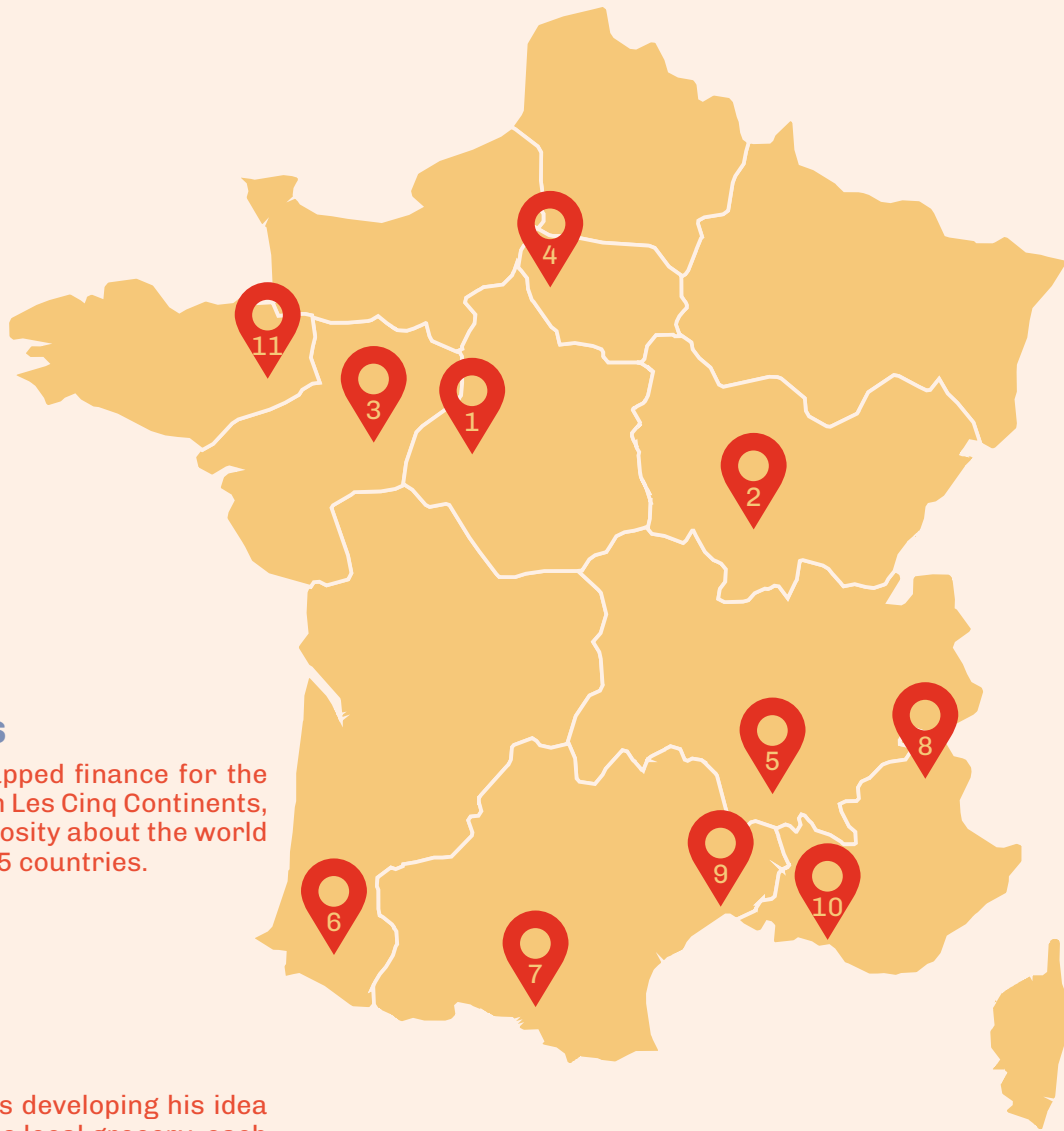 4
11
3
1
2
8
5
s
pped finance for the
n Les Cinq Continents,
osity about the world
5 countries.
9
10
6
7
s developing his idea